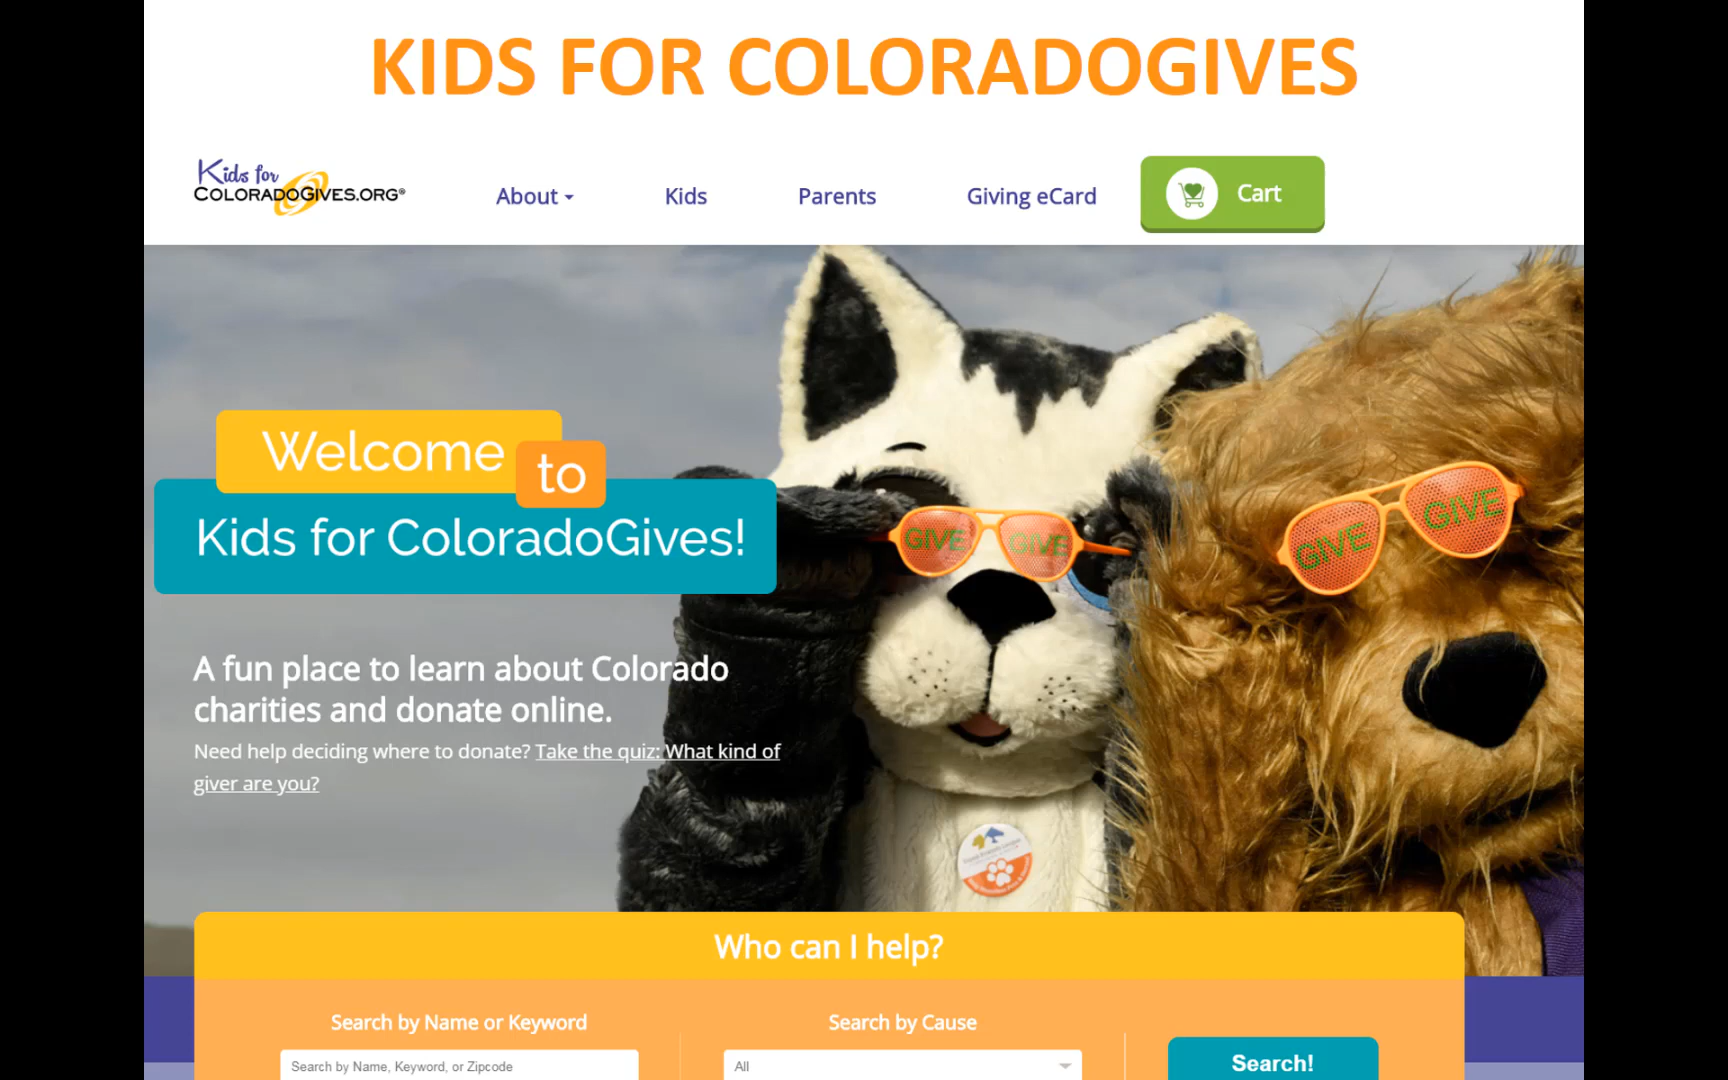 KIDS FOR COLORADOGIVES
Kids for
COLORADOGIVES.ORG®
About
Kids
Parents
Giving eCard
Cart
Welcome
to
Kids for ColoradoGives!
GIVE GIVE
GIVE GIVE
A fun place to learn about Colorado
charities and donate online.
Need help deciding where to donate? Take the quiz: What kind of
giver are you?
Who can I help?
Search by Name or Keyword
Search by Cause
Search by Name, Keyword, or Zipcode
All
Search!